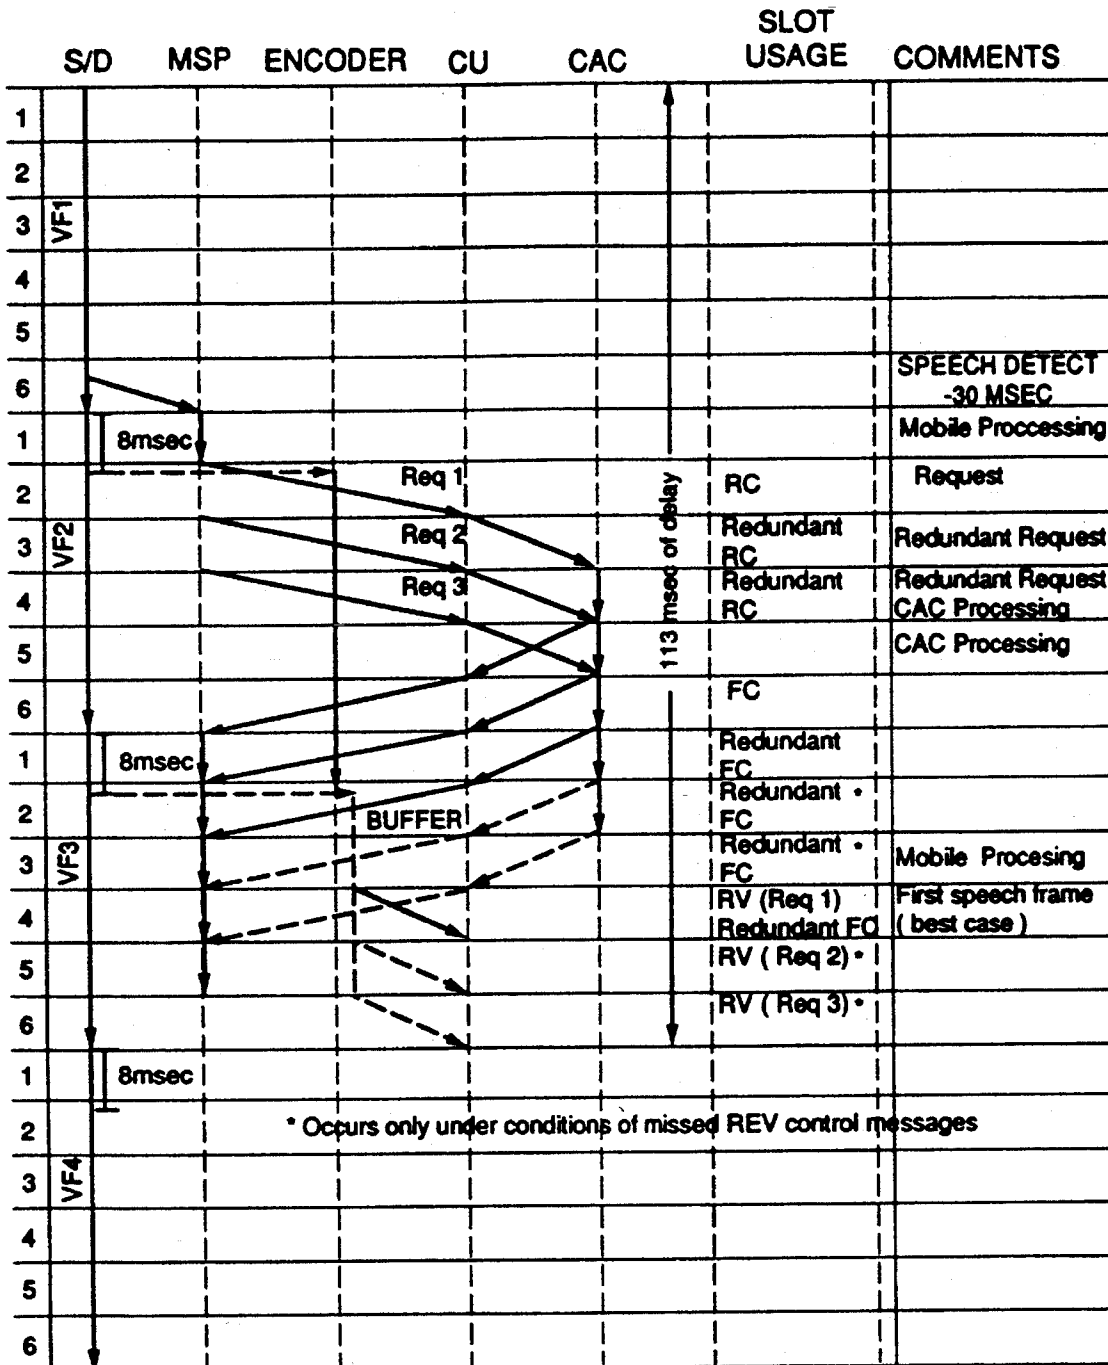 SLOT
S/D MSP ENCODER CU CAC USAGE COMMENTS
1
2
3 VF1
4
5
6 SPEECH DETECT
-30 MSEC
1 8msec Mobile Proccessing
2 Req 1 RC Request
3 VF2 Req 2 Redundant RC Redundant Request
4 Req 3 Redundant RC Redundant Request
CAC Processing
5 CAC Processing
113 msec of delay
6 FC
1 8msec Redundant FC
2 BUFFER Redundant * FC
3 VF3 Redundant * FC Mobile Procesing
4 RV (Req 1) First speech frame
Redundant FC ( best case )
5 RV ( Req 2) *
6 RV ( Req 3) *
1 8msec
2 * Occurs only under conditions of missed REV control messages
3 VF4
4
5
6